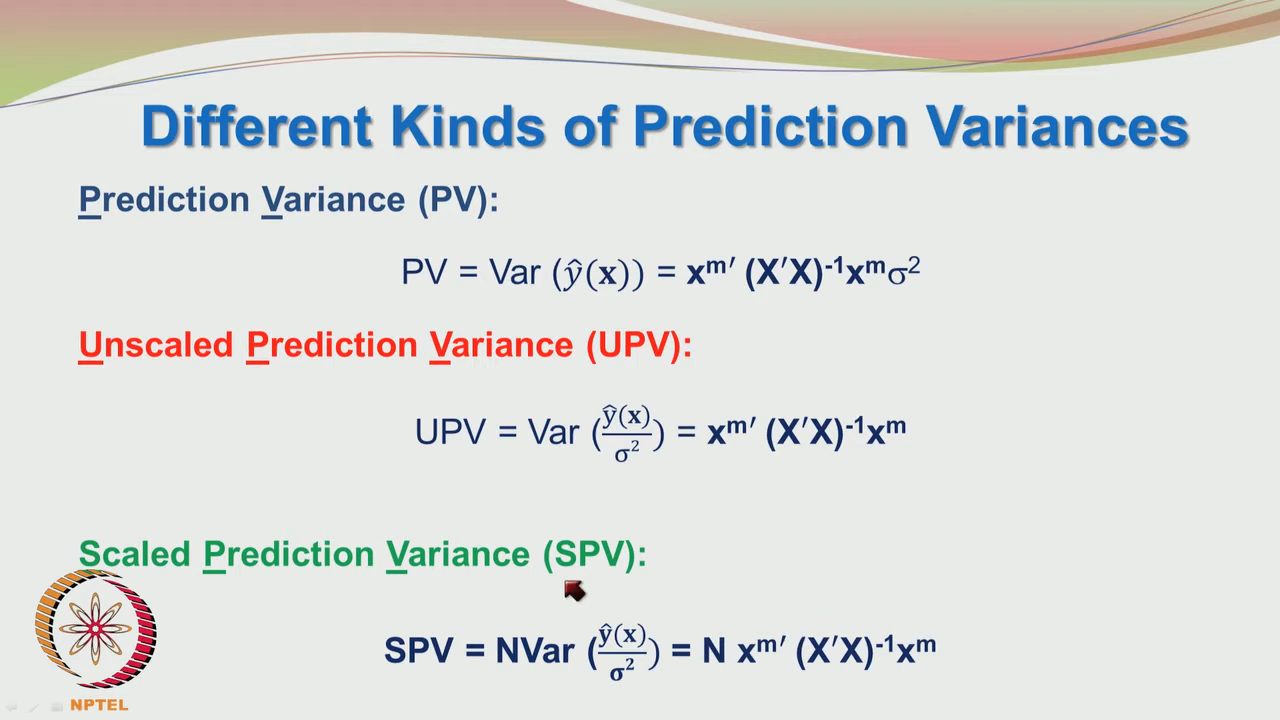 Different Kinds of Prediction Variances
Prediction Variance (PV):
PV = Var (ŷ(𝐱)) = xᵐ′ (X′X)⁻¹xᵐσ²
Unscaled Prediction Variance (UPV):
UPV = Var (ŷ(𝐱)/σ²) = xᵐ′ (X′X)⁻¹xᵐ
Scaled Prediction Variance (SPV):
SPV = NVar (ŷ(𝐱)/σ²) = N xᵐ′ (X′X)⁻¹xᵐ
NPTEL